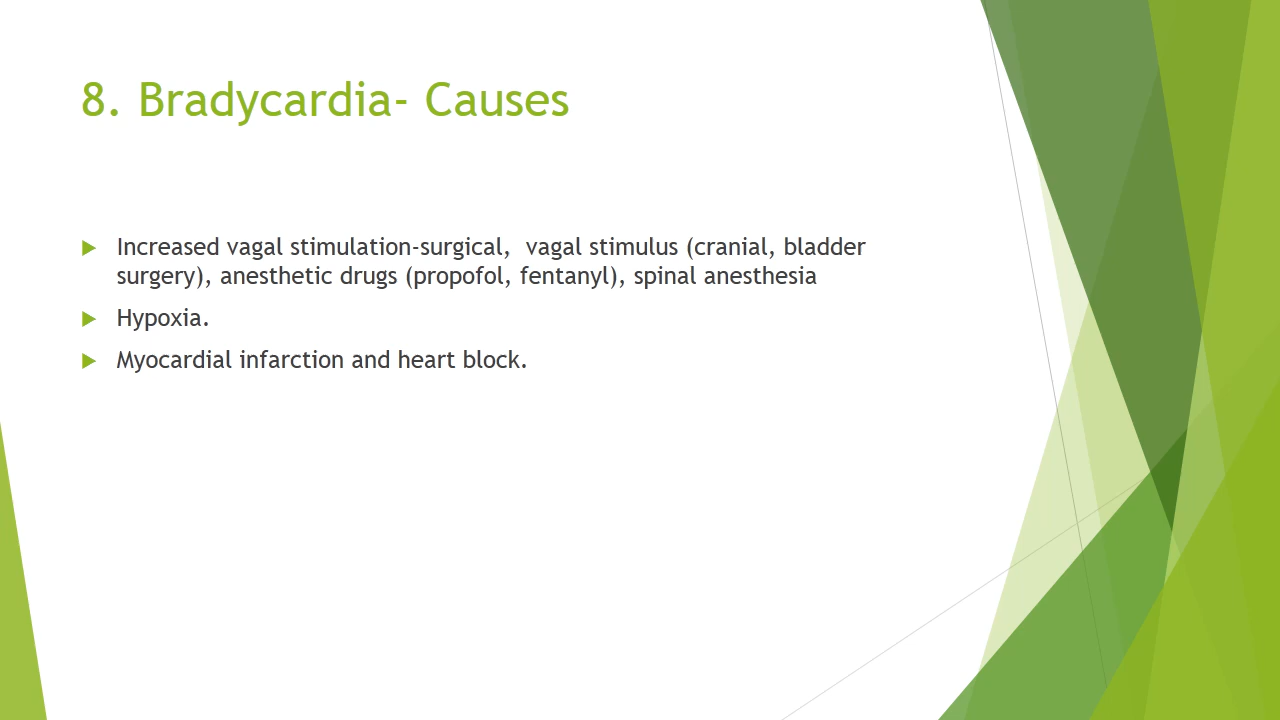 8. Bradycardia- Causes
Increased vagal stimulation-surgical,  vagal stimulus (cranial, bladder
surgery), anesthetic drugs (propofol, fentanyl), spinal anesthesia
Hypoxia.
Myocardial infarction and heart block.